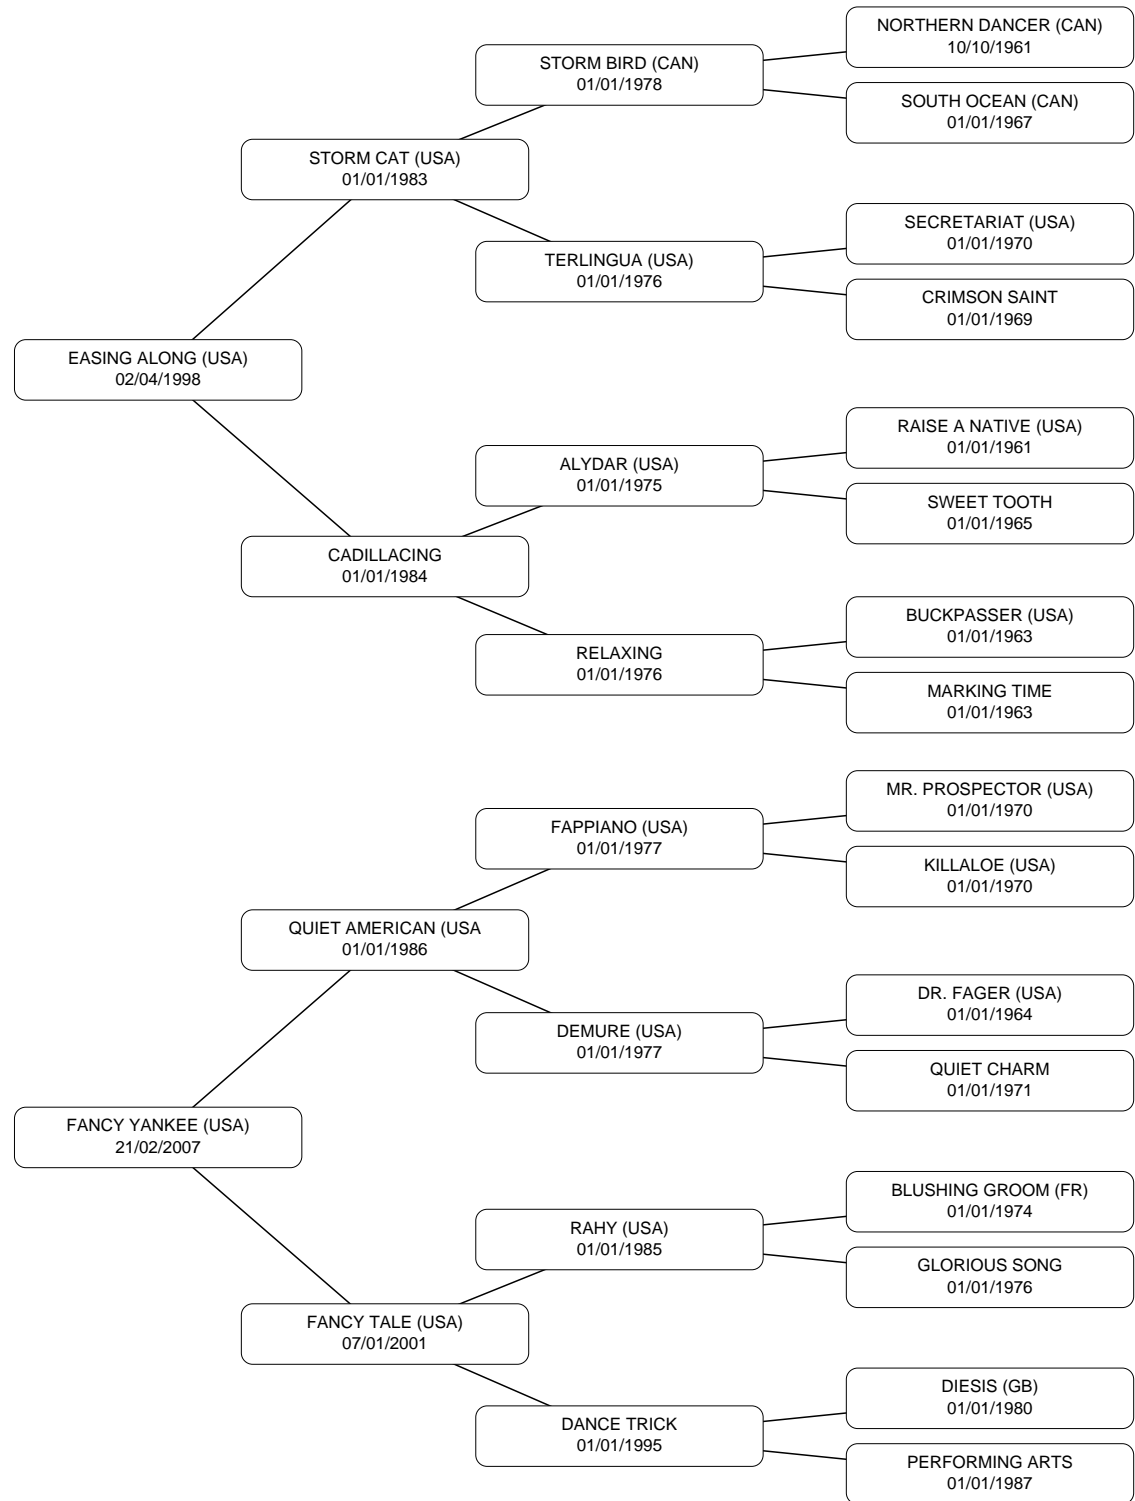 NORTHERN DANCER (CAN)
10/10/1961
STORM BIRD (CAN)
01/01/1978
SOUTH OCEAN (CAN)
01/01/1967
STORM CAT (USA)
01/01/1983
SECRETARIAT (USA)
01/01/1970
TERLINGUA (USA)
01/01/1976
CRIMSON SAINT
01/01/1969
EASING ALONG (USA)
02/04/1998
RAISE A NATIVE (USA)
01/01/1961
ALYDAR (USA)
01/01/1975
SWEET TOOTH
01/01/1965
CADILLACING
01/01/1984
BUCKPASSER (USA)
01/01/1963
RELAXING
01/01/1976
MARKING TIME
01/01/1963
MR. PROSPECTOR (USA)
01/01/1970
FAPPIANO (USA)
01/01/1977
KILLALOE (USA)
01/01/1970
QUIET AMERICAN (USA
01/01/1986
DR. FAGER (USA)
01/01/1964
DEMURE (USA)
01/01/1977
QUIET CHARM
01/01/1971
FANCY YANKEE (USA)
21/02/2007
BLUSHING GROOM (FR)
01/01/1974
RAHY (USA)
01/01/1985
GLORIOUS SONG
01/01/1976
FANCY TALE (USA)
07/01/2001
DIESIS (GB)
01/01/1980
DANCE TRICK
01/01/1995
PERFORMING ARTS
01/01/1987